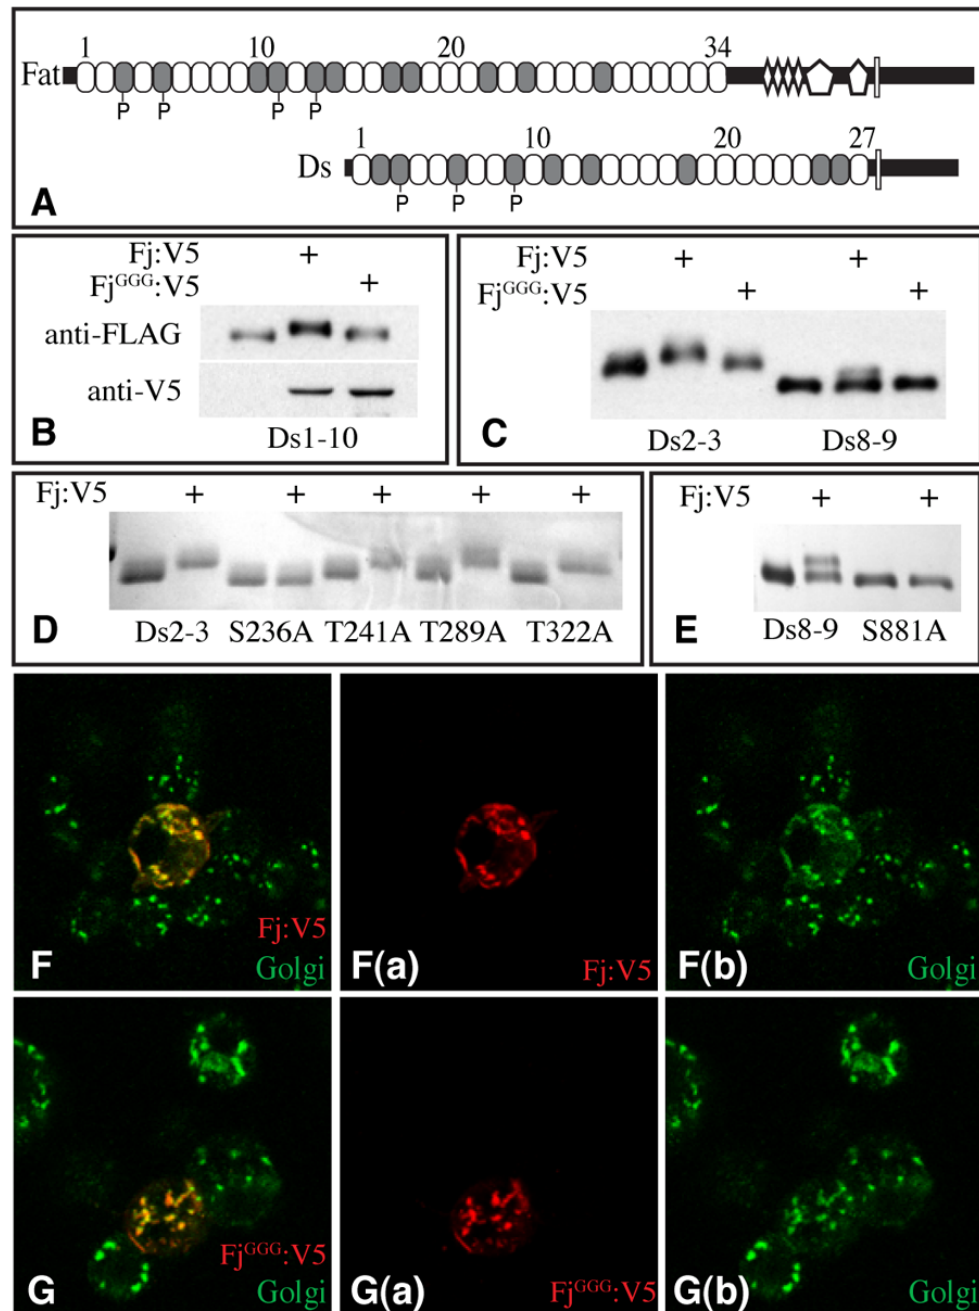 1 10 20 34
Fat
P P P P
1 10 20 27
Ds
P P P
A
Fj:V5 +
Fjᴳᴳᴳ:V5 +
anti-FLAG
anti-V5
B Ds1-10
Fj:V5 + +
Fjᴳᴳᴳ:V5 + +
C Ds2-3 Ds8-9
Fj:V5 + + + + +
D Ds2-3 S236A T241A T289A T322A
Fj:V5 + +
E Ds8-9 S881A
Fj:V5
F Golgi
F(a) Fj:V5
F(b) Golgi
Fjᴳᴳᴳ:V5
G Golgi
G(a) Fjᴳᴳᴳ:V5
G(b) Golgi